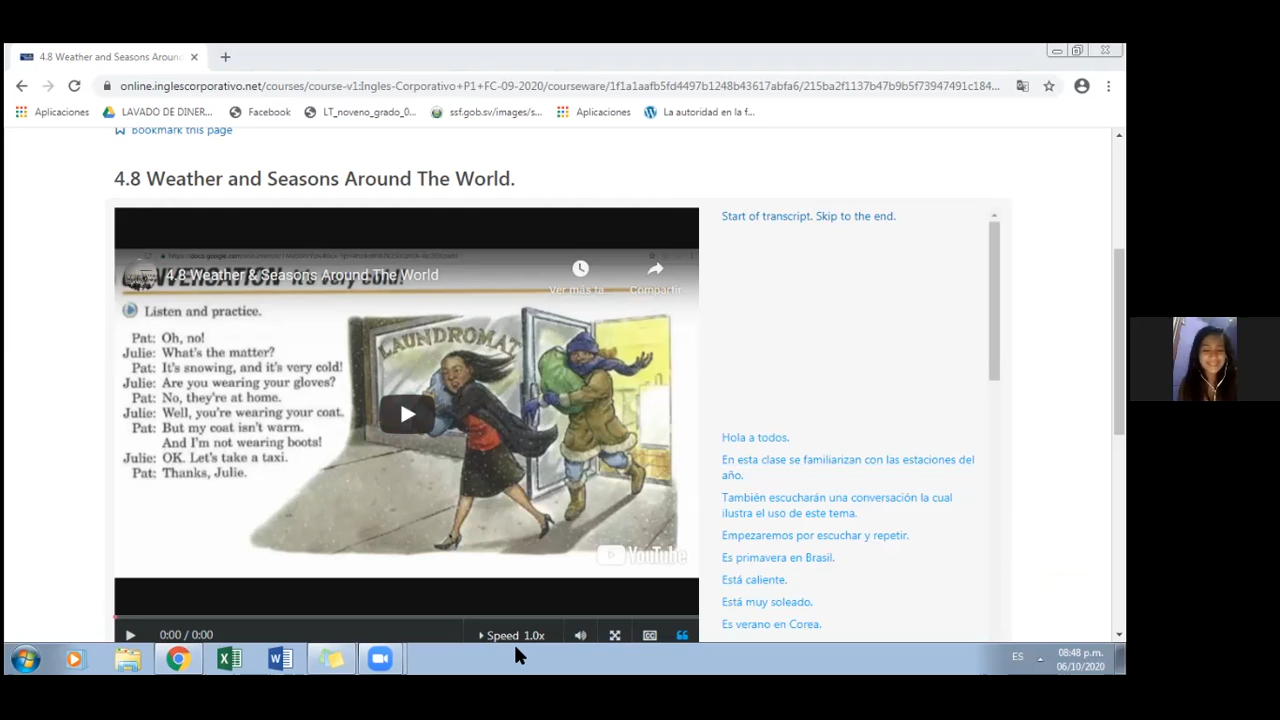 4.8 Weather and Seasons Aroun
online.inglescorporativo.net/courses/course-v1:Ingles-Corporativo+P1+FC-09-2020/courseware/1f1a1aafb5fd4497b1248b43617abfa6/215ba2f1137b47b9b5f73947491c184...
Aplicaciones
LAVADO DE DINER...
Facebook
LT_noveno_grado_0...
ssf.gob.sv/images/s...
Aplicaciones
La autoridad en la f...
Bookmark this page
4.8 Weather and Seasons Around The World.
4.8 Weather & Seasons Around The World
Ver más ta
Compartir
Listen and practice.
Pat: Oh, no!
Julie: What's the matter?
Pat: It's snowing, and it's very cold!
Julie: Are you wearing your gloves?
Pat: No, they're at home.
Julie: Well, you're wearing your coat.
Pat: But my coat isn't warm.
And I'm not wearing boots!
Julie: OK. Let's take a taxi.
Pat: Thanks, Julie.
LAUNDROMAT
YouTube
0:00 / 0:00
Speed 1.0x
Start of transcript. Skip to the end.
Hola a todos.
En esta clase se familiarizan con las estaciones del
año.
También escucharán una conversación la cual
ilustra el uso de este tema.
Empezaremos por escuchar y repetir.
Es primavera en Brasil.
Está caliente.
Está muy soleado.
Es verano en Corea.
ES
08:48 p.m.
06/10/2020